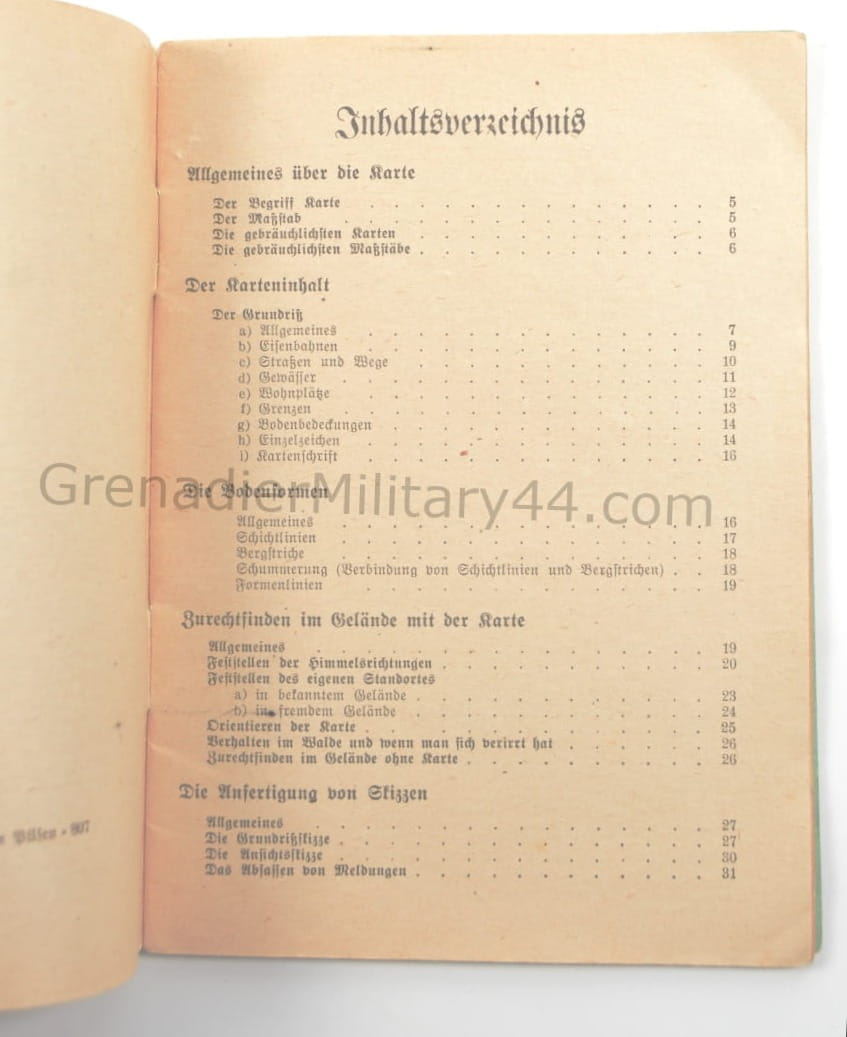 Inhaltsverzeichnis
Allgemeines über die Karte
Der Begriff Karte . . . . . . . . . . . . . . 5
Der Maßstab . . . . . . . . . . . . . . . 5
Die gebräuchlichsten Karten . . . . . . . . . . . . 6
Die gebräuchlichsten Maßstäbe . . . . . . . . . . . . 6
Der Karteninhalt
Der Grundriß
a) Allgemeines . . . . . . . . . . . . . . 7
b) Eisenbahnen . . . . . . . . . . . . . . 9
c) Straßen und Wege . . . . . . . . . . . . 10
d) Gewässer . . . . . . . . . . . . . . . 11
e) Wohnplätze . . . . . . . . . . . . . . 12
f) Grenzen . . . . . . . . . . . . . . . 13
g) Bodenbedeckungen . . . . . . . . . . . . . 14
h) Einzelzeichen . . . . . . . . . . . . . . 14
i) Kartenschrift . . . . . . . . . . . . . . 16
Die Bodenformen
GrenadierMilitary44.com
Allgemeines . . . . . . . . . . . . . . . 16
Schichtlinien . . . . . . . . . . . . . . . 17
Bergstriche . . . . . . . . . . . . . . . 18
Schummerung (Verbindung von Schichtlinien und Bergstrichen) . . 18
Formenlinien . . . . . . . . . . . . . . 19
Zurechtfinden im Gelände mit der Karte
Allgemeines . . . . . . . . . . . . . . . . 19
Feststellen der Himmelsrichtungen . . . . . . . . . . . 20
Feststellen des eigenen Standortes
a) in bekanntem Gelände . . . . . . . . . . . . 23
b) in fremdem Gelände . . . . . . . . . . . . 24
Orientieren der Karte . . . . . . . . . . . . . . 25
Verhalten im Walde und wenn man sich verirrt hat . . . . . . 26
Zurechtfinden im Gelände ohne Karte . . . . . . . . . . 26
Die Anfertigung von Skizzen
Allgemeines . . . . . . . . . . . . . . . . 27
Die Grundrißskizze . . . . . . . . . . . . . . . 27
Die Ansichtsskizze . . . . . . . . . . . . . . . 30
Das Abfassen von Meldungen . . . . . . . . . . . . 31
Pilsen · 807